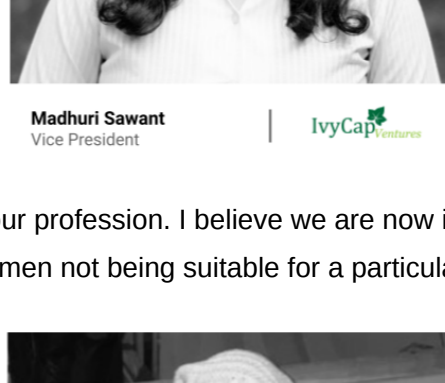 Madhuri Sawant
Vice President
IvyCap Ventures
ur profession. I believe we are now i
men not being suitable for a particula